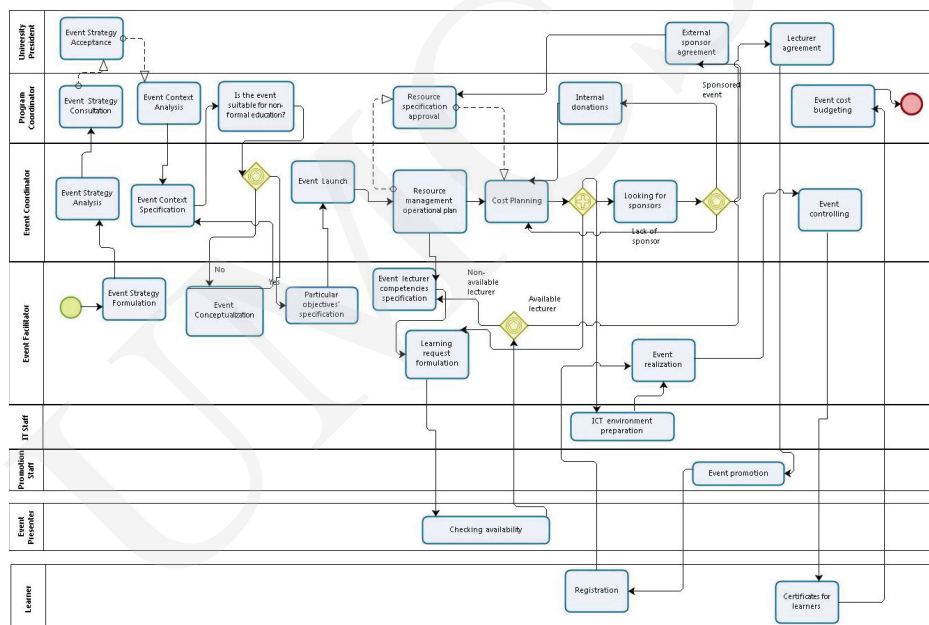 University
President
Event Strategy
Acceptance
External
sponsor
agreement
Lecturer
agreement
Program
Coordinator
Event Strategy
Consultation
Event Context
Analysis
Is the event
suitable for non-
formal education?
Resource
specification
approval
Internal
donations
Sponsored
event
Event cost
budgeting
Event Coordinator
Event Strategy
Analysis
Event Context
Specification
Event Launch
Resource
management
operational plan
Cost Planning
Looking for
sponsors
Lack of
sponsor
Event
controlling
Event Facilitator
Event Strategy
Formulation
No
Yes
Event
Conceptualization
Particular
objectives'
specification
Event lecturer
competencies
specification
Non-
available
lecturer
Available
lecturer
Learning
request
formulation
Event
realization
IT Staff
ICT environment
preparation
Promotion
Staff
Event promotion
Event
Presenter
Checking availability
Learner
Registration
Certificates for
learners
UMCS